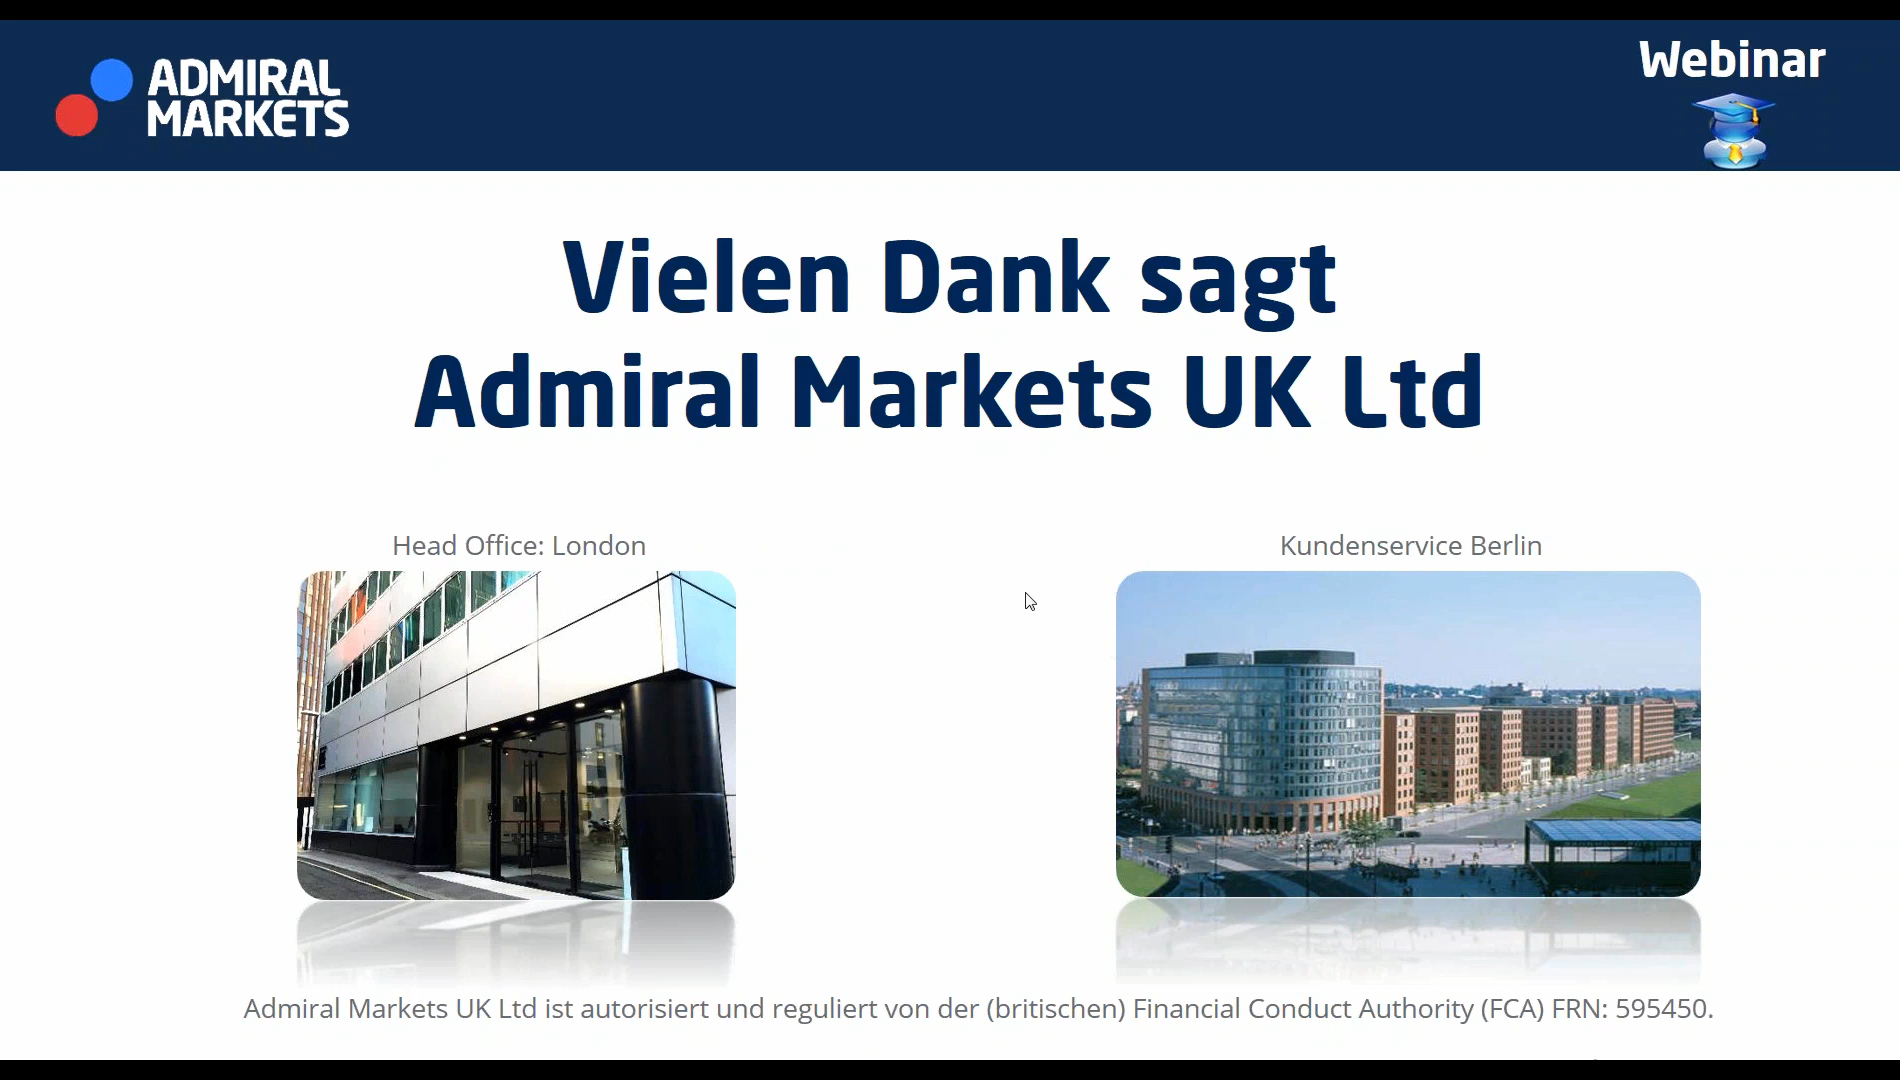 ADMIRAL
MARKETS
Webinar
Vielen Dank sagt
Admiral Markets UK Ltd
Head Office: London
Kundenservice Berlin
Admiral Markets UK Ltd ist autorisiert und reguliert von der (britischen) Financial Conduct Authority (FCA) FRN: 595450.